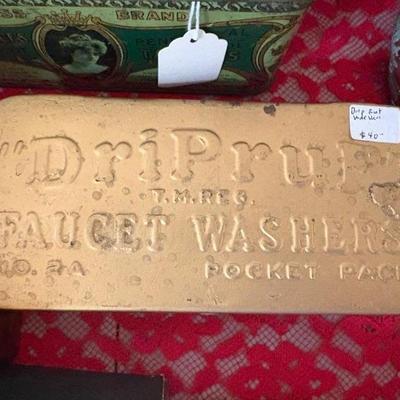 BRAND
"DriPruf"
T.M.REG.
FAUCET WASHERS
NO. 2A POCKET PACK
$40-